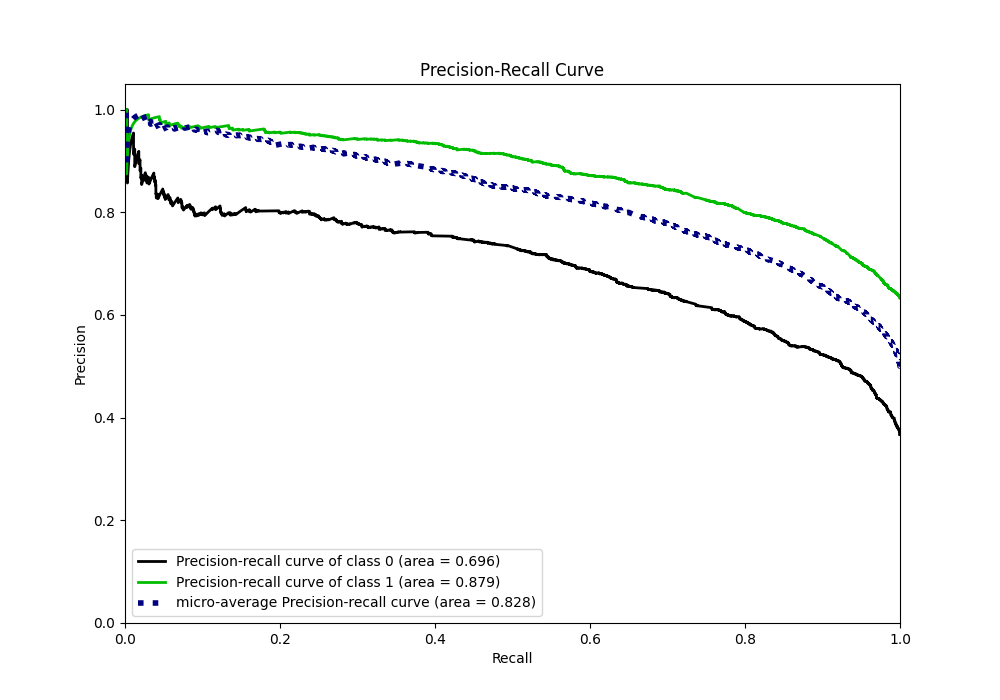 Precision-Recall Curve
1.0
0.8
0.6
0.4
0.2
0.0
Precision
Precision-recall curve of class 0 (area = 0.696)
Precision-recall curve of class 1 (area = 0.879)
micro-average Precision-recall curve (area = 0.828)
0.0 0.2 0.4 0.6 0.8 1.0
Recall